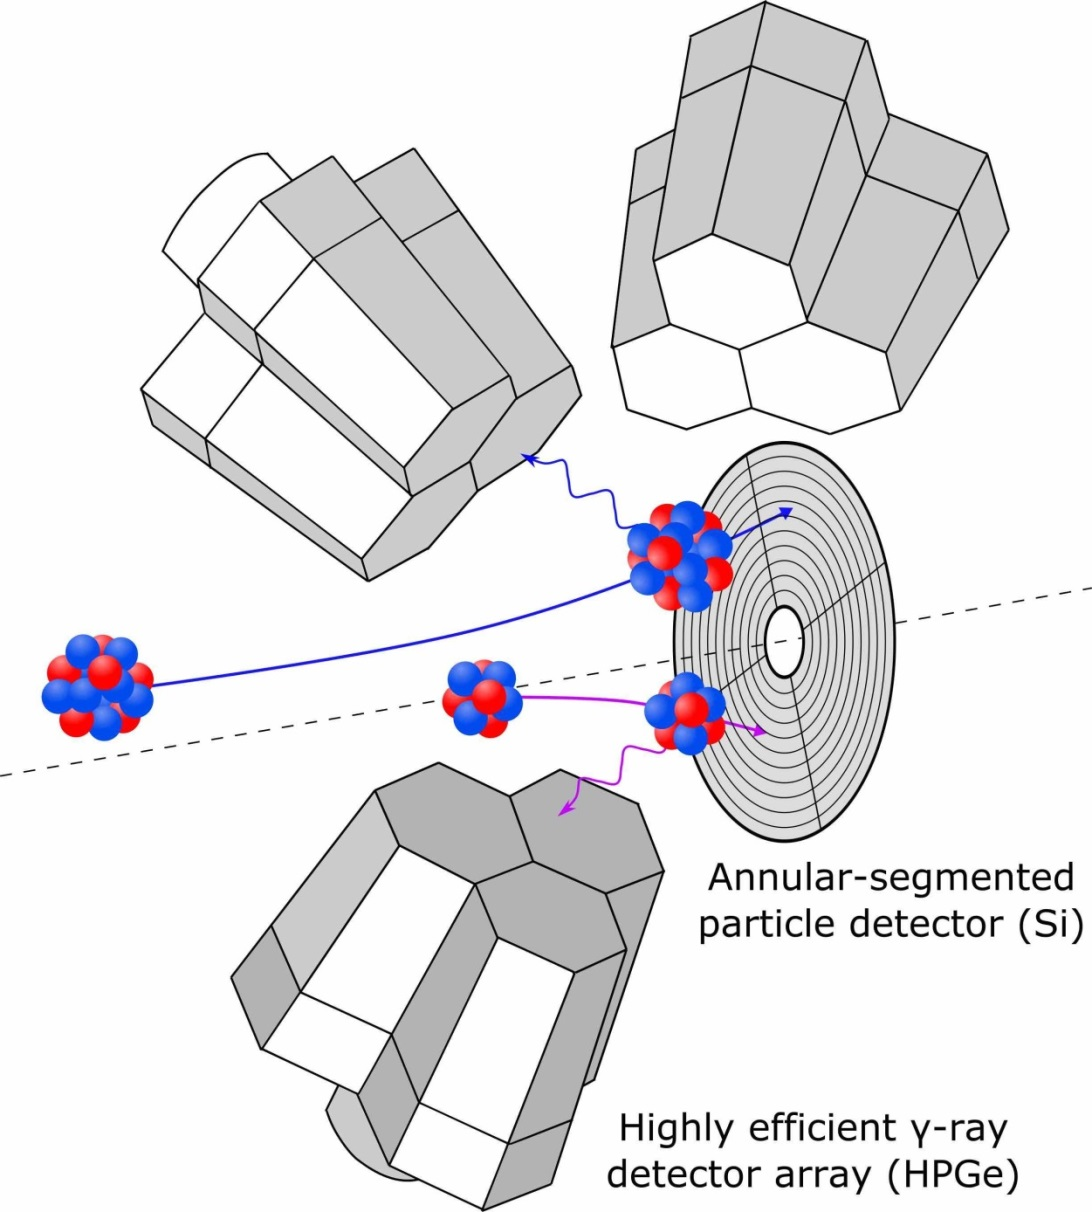 Annular-segmented
particle detector (Si)
Highly efficient γ-ray
detector array (HPGe)